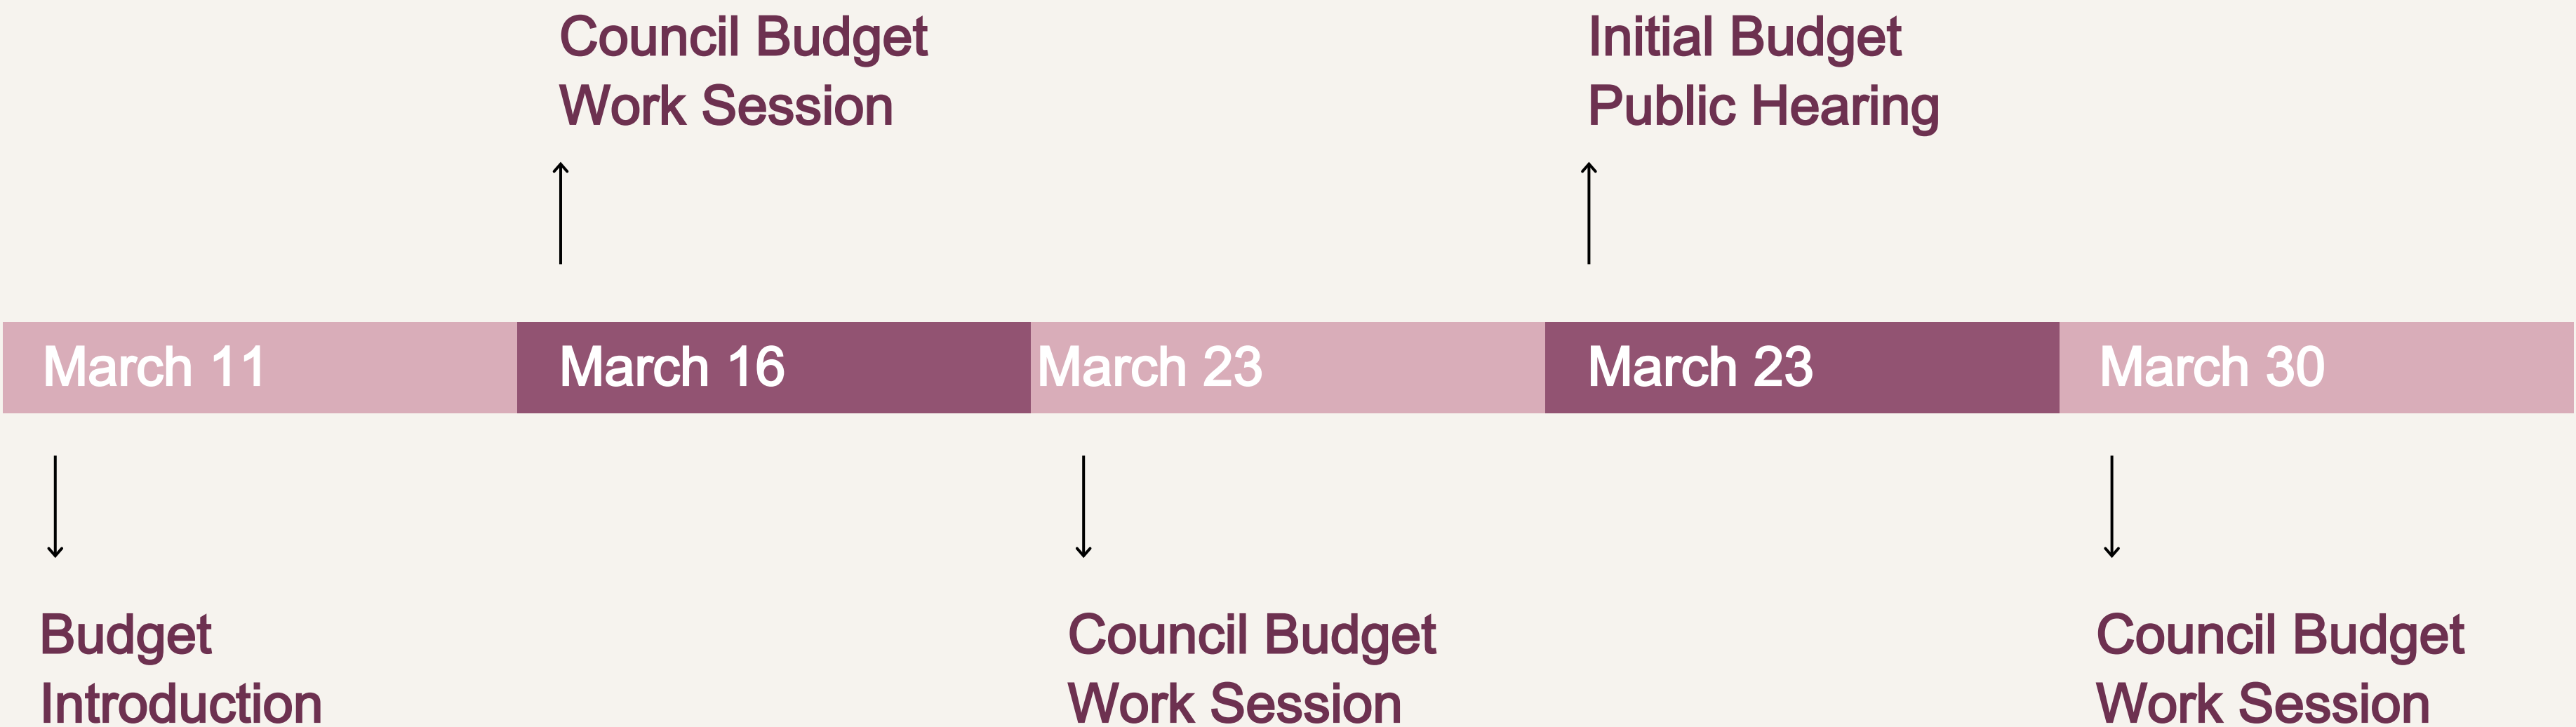 Council Budget
Work Session
Initial Budget
Public Hearing
March 11
March 16
March 23
March 23
March 30
Budget
Introduction
Council Budget
Work Session
Council Budget
Work Session